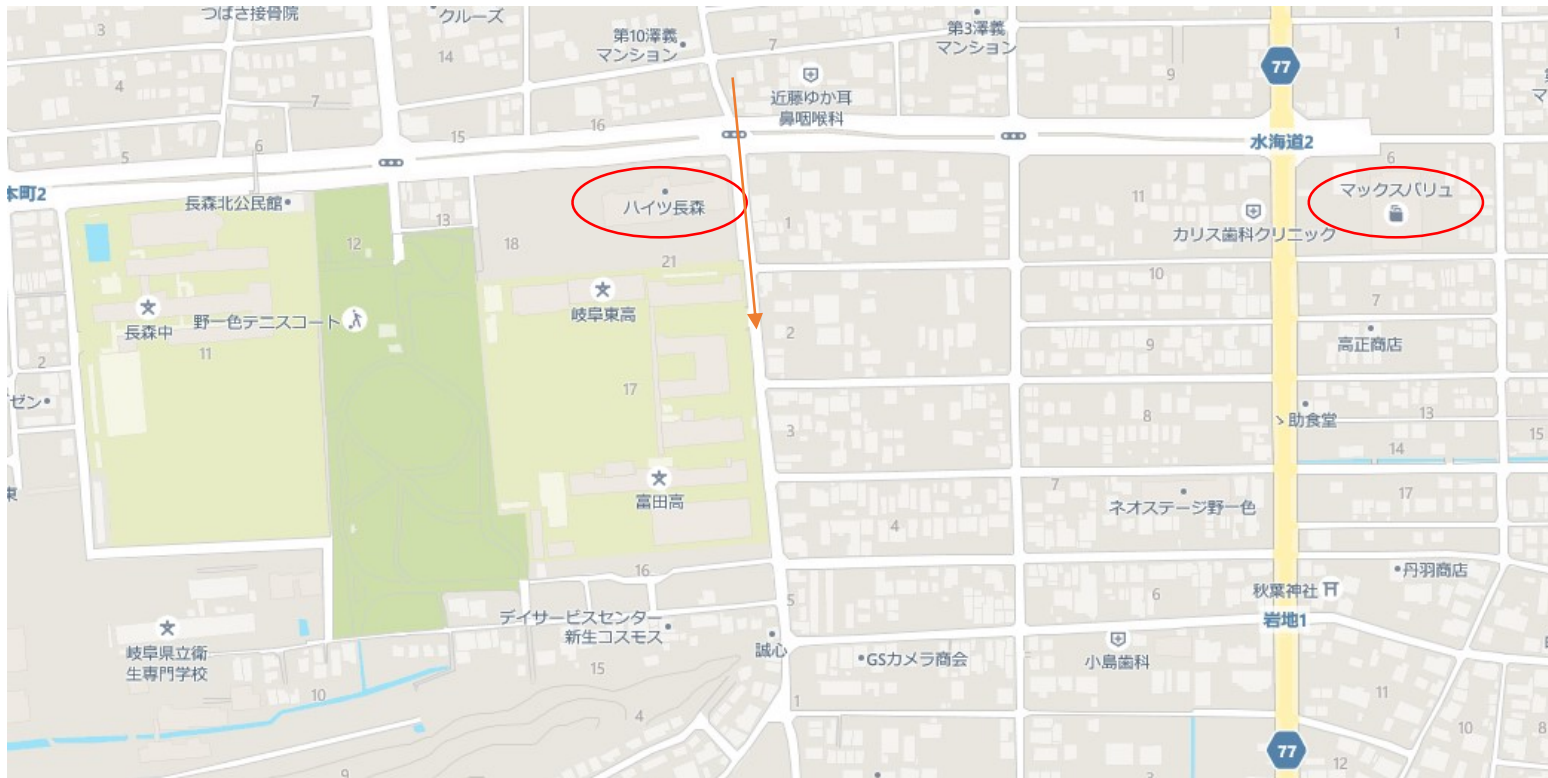 つばさ接骨院
クルーズ
第10澤義
マンション
第3澤義
マンション
3
14
7
1
77
4
7
9
近藤ゆか耳
鼻咽喉科
マ
16
15
6
5
水海道2
6
本町2
長森北公民館
ハイツ長森
マックスバリュ
13
11
1
カリス歯科クリニック
12
18
21
10
岐阜東高
7
長森中
野一色テニスコート
2
9
高正商店
11
2
17
ゼン
8
助食堂
13
3
14
15
東
富田高
7
ネオステージ野一色
17
4
16
丹羽商店
5
6
秋葉神社
岩地1
デイサービスセンター
新生コスモス
誠心
GSカメラ商会
小島歯科
岐阜県立衛
生専門学校
15
10
4
1
11
10
8
77
12
9
3